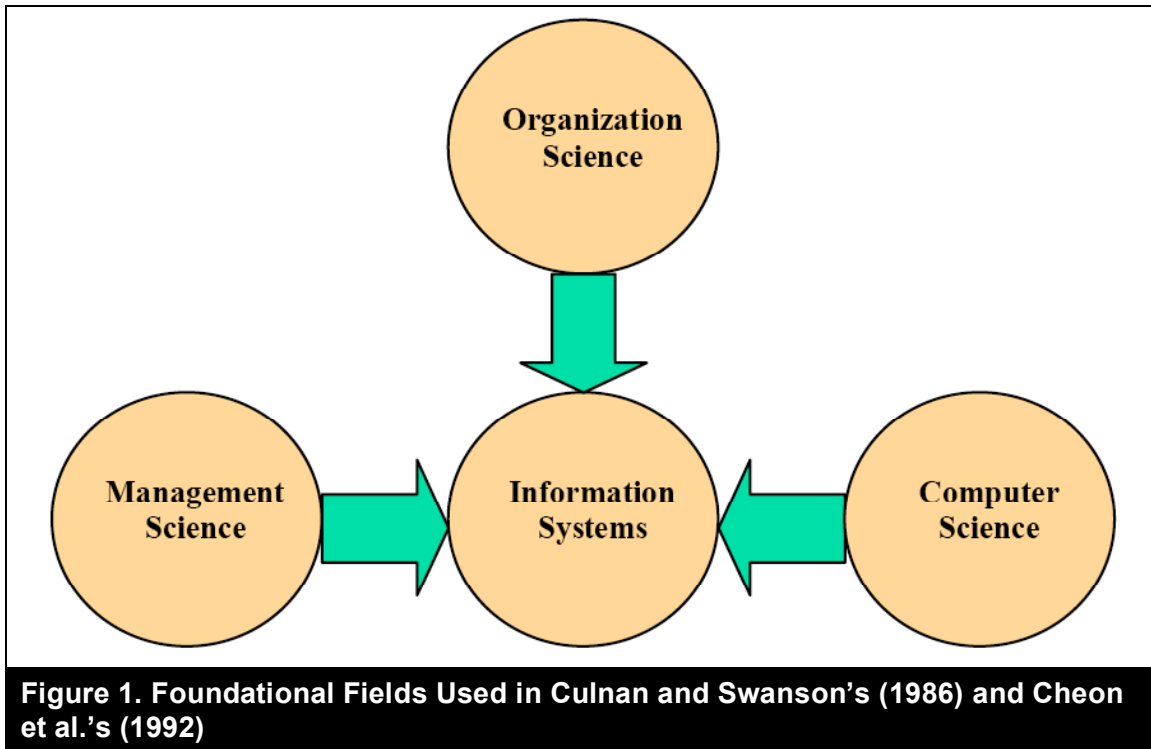 Organization
Science
Management
Science
Information
Systems
Computer
Science
Figure 1. Foundational Fields Used in Culnan and Swanson’s (1986) and Cheon
et al.’s (1992)